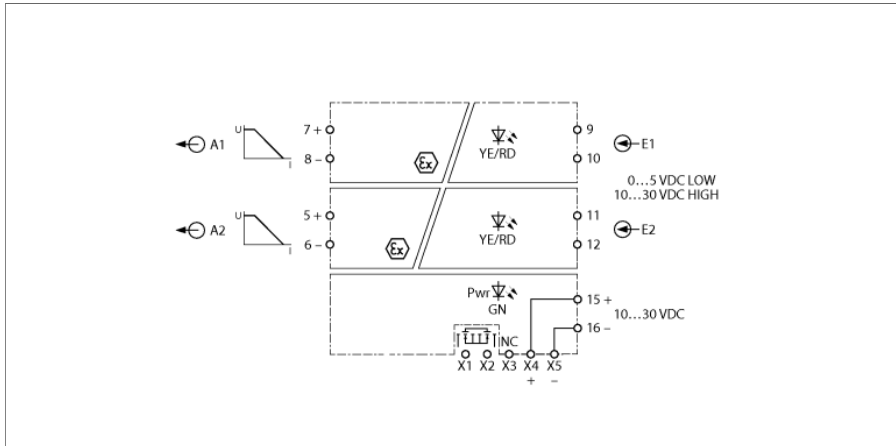 U
7 +
9
A1
E1
YE/RD
8 –
Ex
10
I
0…5 VDC LOW
10…30 VDC HIGH
U
5 +
11
A2
E2
YE/RD
6 –
Ex
12
I
Pwr
15 +
GN
10…30 VDC
16 –
NC
X1 X2 X3 X4 X5
+ –